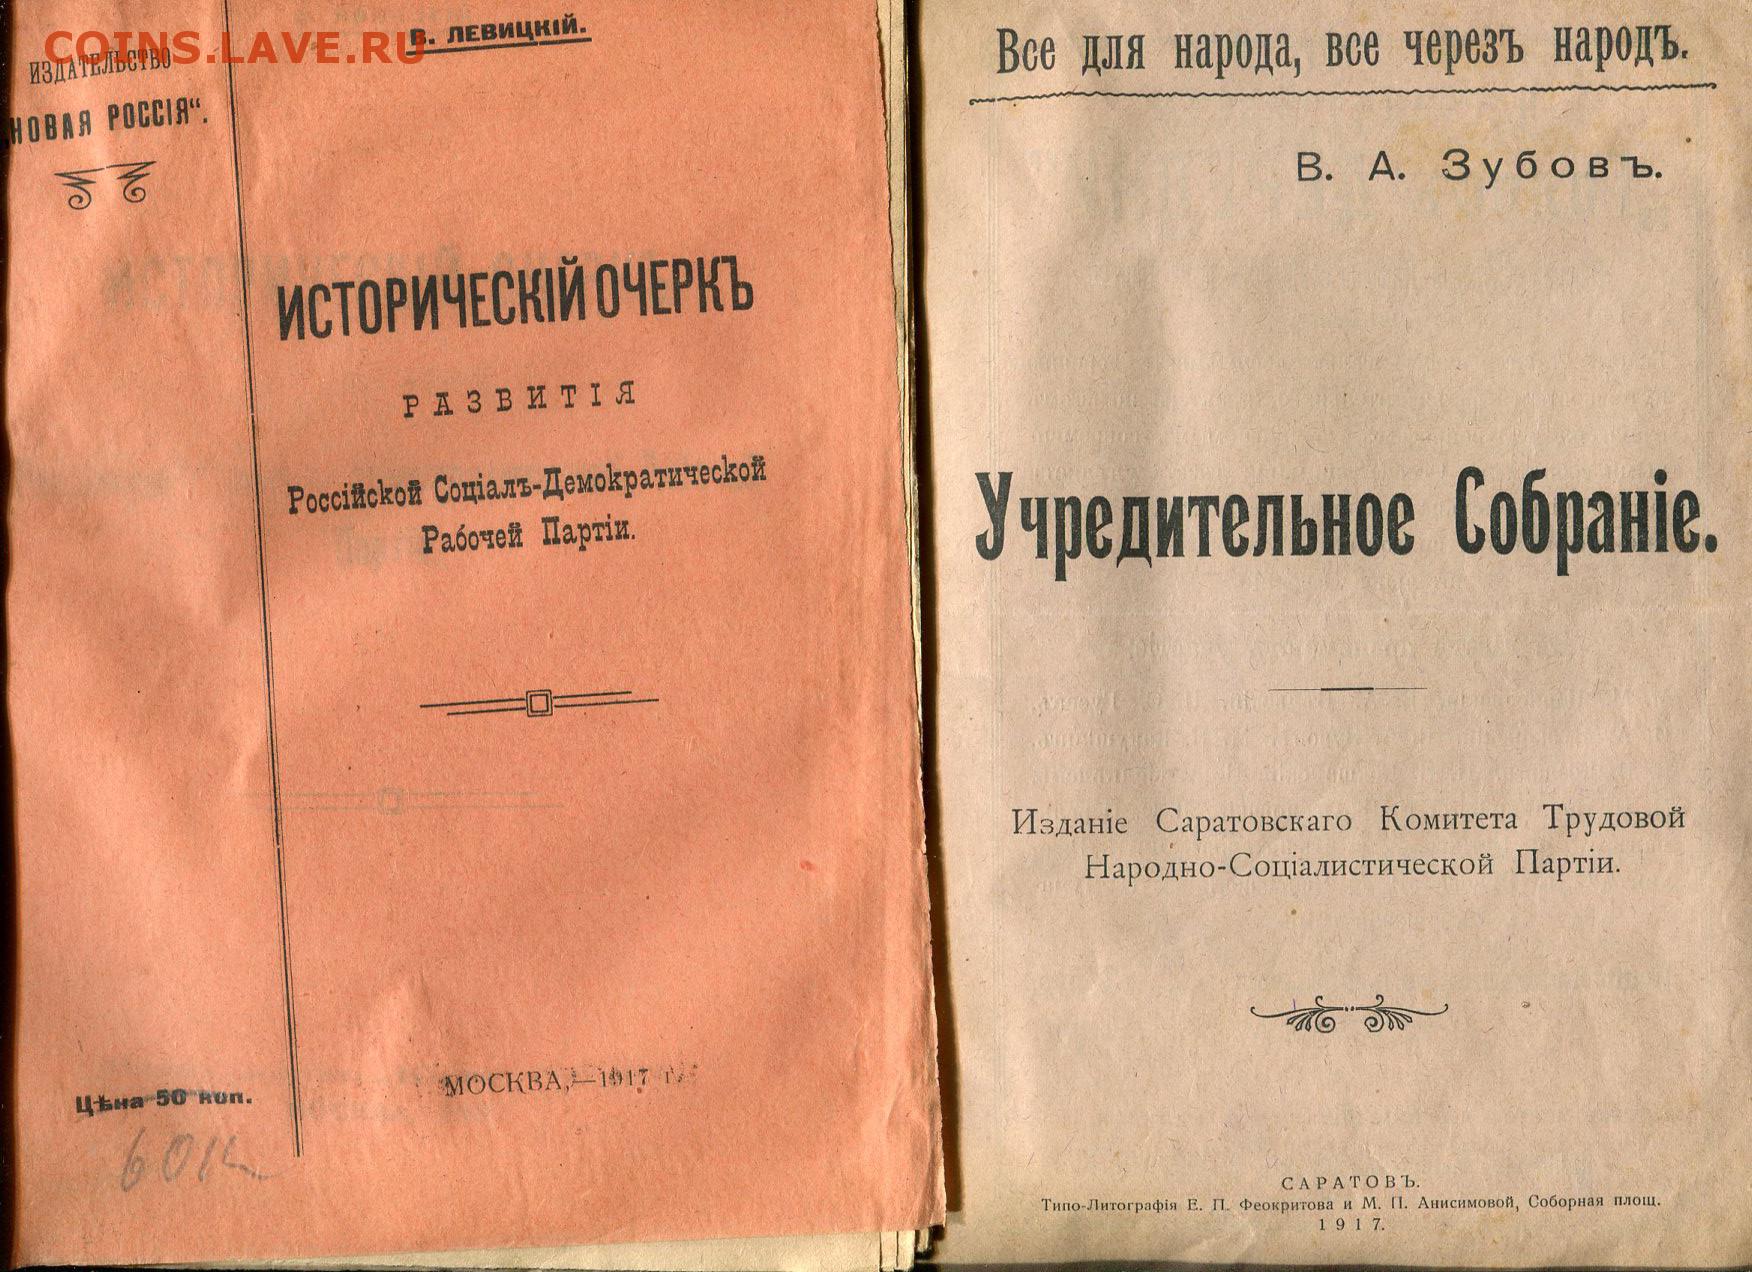 COINS.LAVE.RU
В. ЛЕВИЦКІЙ.
ИЗДАТЕЛЬСТВО
„НОВАЯ РОССІЯ“.
ИСТОРИЧЕСКІЙ ОЧЕРКЪ
РАЗВИТІЯ
Россійской Соціалъ-Демократической
Рабочей Партіи.
Цѣна 50 коп.
60 к
МОСКВА,—1917 г.
Все для народа, все черезъ народъ.
В. А. Зубовъ.
Учредительное Собраніе.
Изданіе Саратовскаго Комитета Трудовой
Народно-Соціалистической Партіи.
САРАТОВЪ.
Типо-Литографія Е. П. Феокритова и М. П. Анисимовой, Соборная площ.
1917.